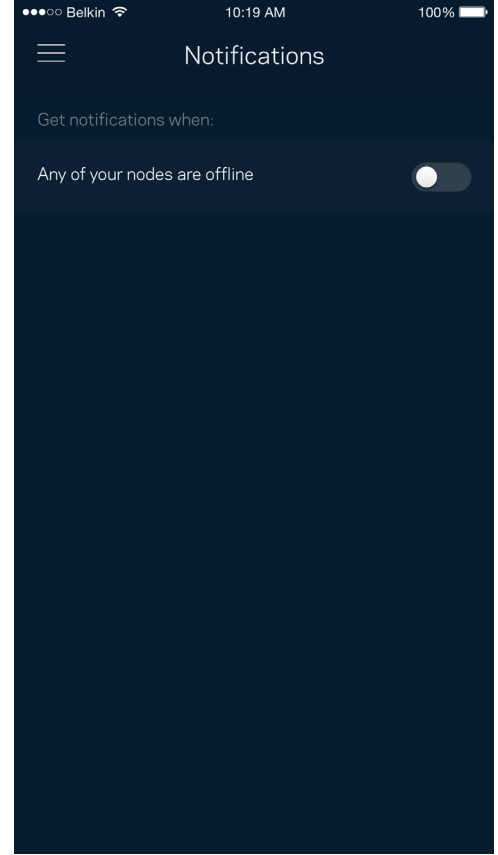 ●●●○○ Belkin 10:19 AM 100%
Notifications
Get notifications when:
Any of your nodes are offline